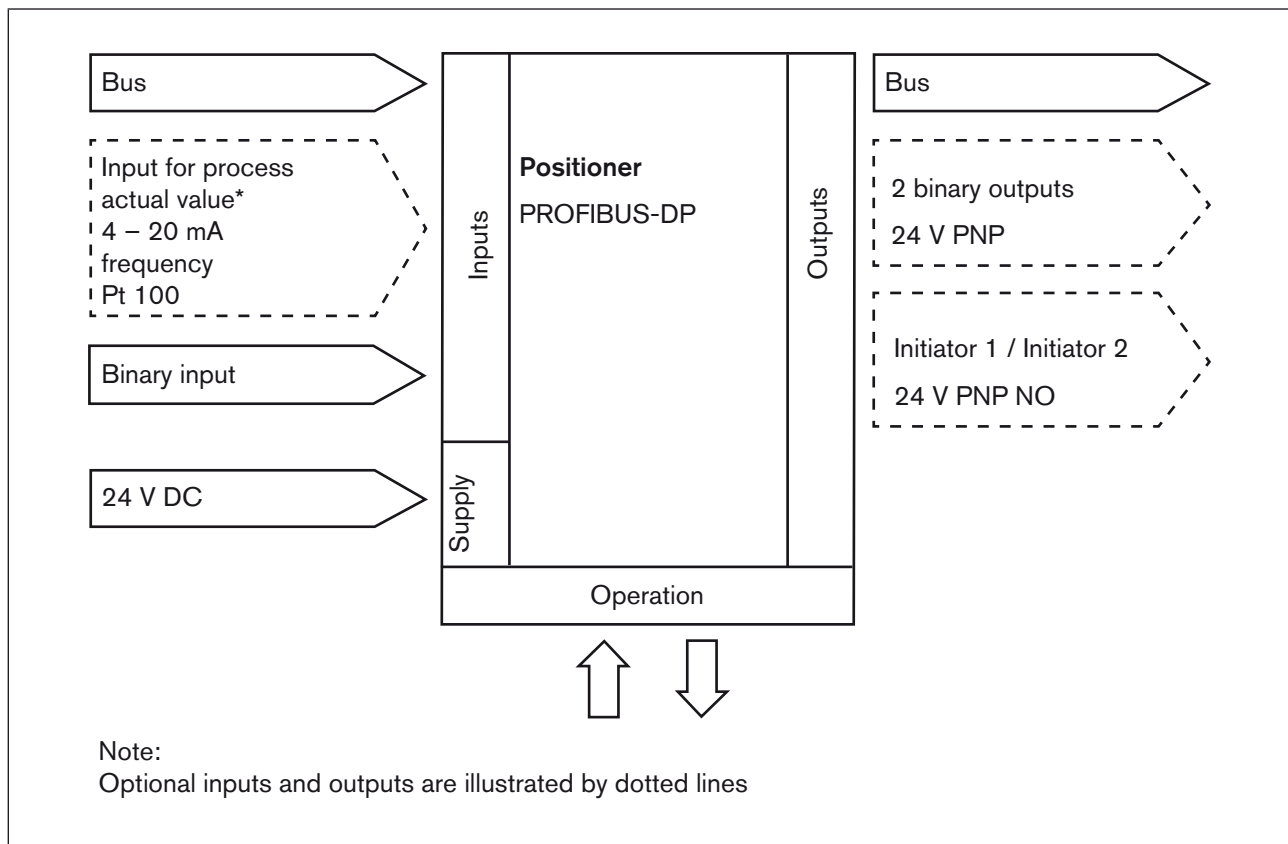 Bus
Input for process
actual value*
4 – 20 mA
frequency
Pt 100
Binary input
24 V DC
Inputs
Supply
Positioner
PROFIBUS-DP
Outputs
Operation
Bus
2 binary outputs
24 V PNP
Initiator 1 / Initiator 2
24 V PNP NO
Note:
Optional inputs and outputs are illustrated by dotted lines